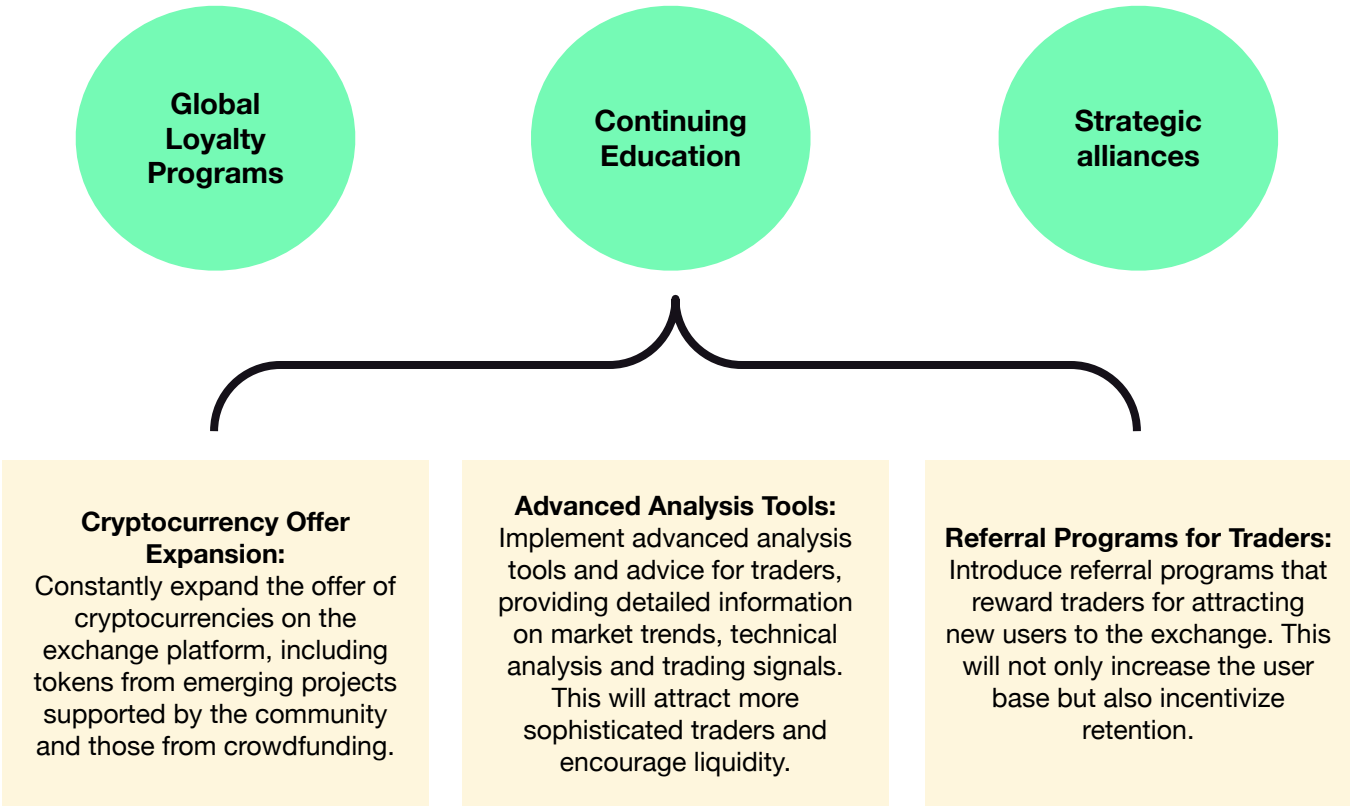 Global
Loyalty
Programs
Continuing
Education
Strategic
alliances
Cryptocurrency Offer
Expansion:
Constantly expand the offer of
cryptocurrencies on the
exchange platform, including
tokens from emerging projects
supported by the community
and those from crowdfunding.
Advanced Analysis Tools:
Implement advanced analysis
tools and advice for traders,
providing detailed information
on market trends, technical
analysis and trading signals.
This will attract more
sophisticated traders and
encourage liquidity.
Referral Programs for Traders:
Introduce referral programs that
reward traders for attracting
new users to the exchange. This
will not only increase the user
base but also incentivize
retention.